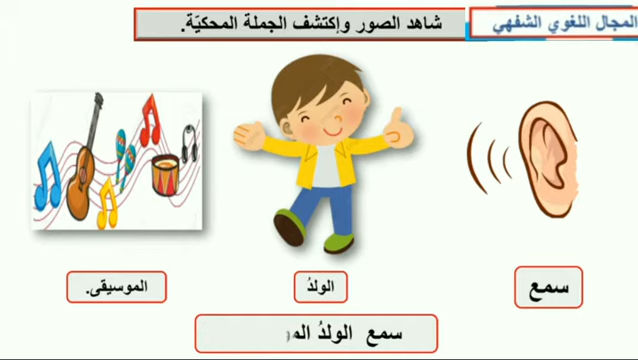 المجال اللغوي الشفهي
شاهد الصور وإكتشف الجملة المحكيّة.
سمع
الولدُ
الموسيقى.
سمع الولدُ